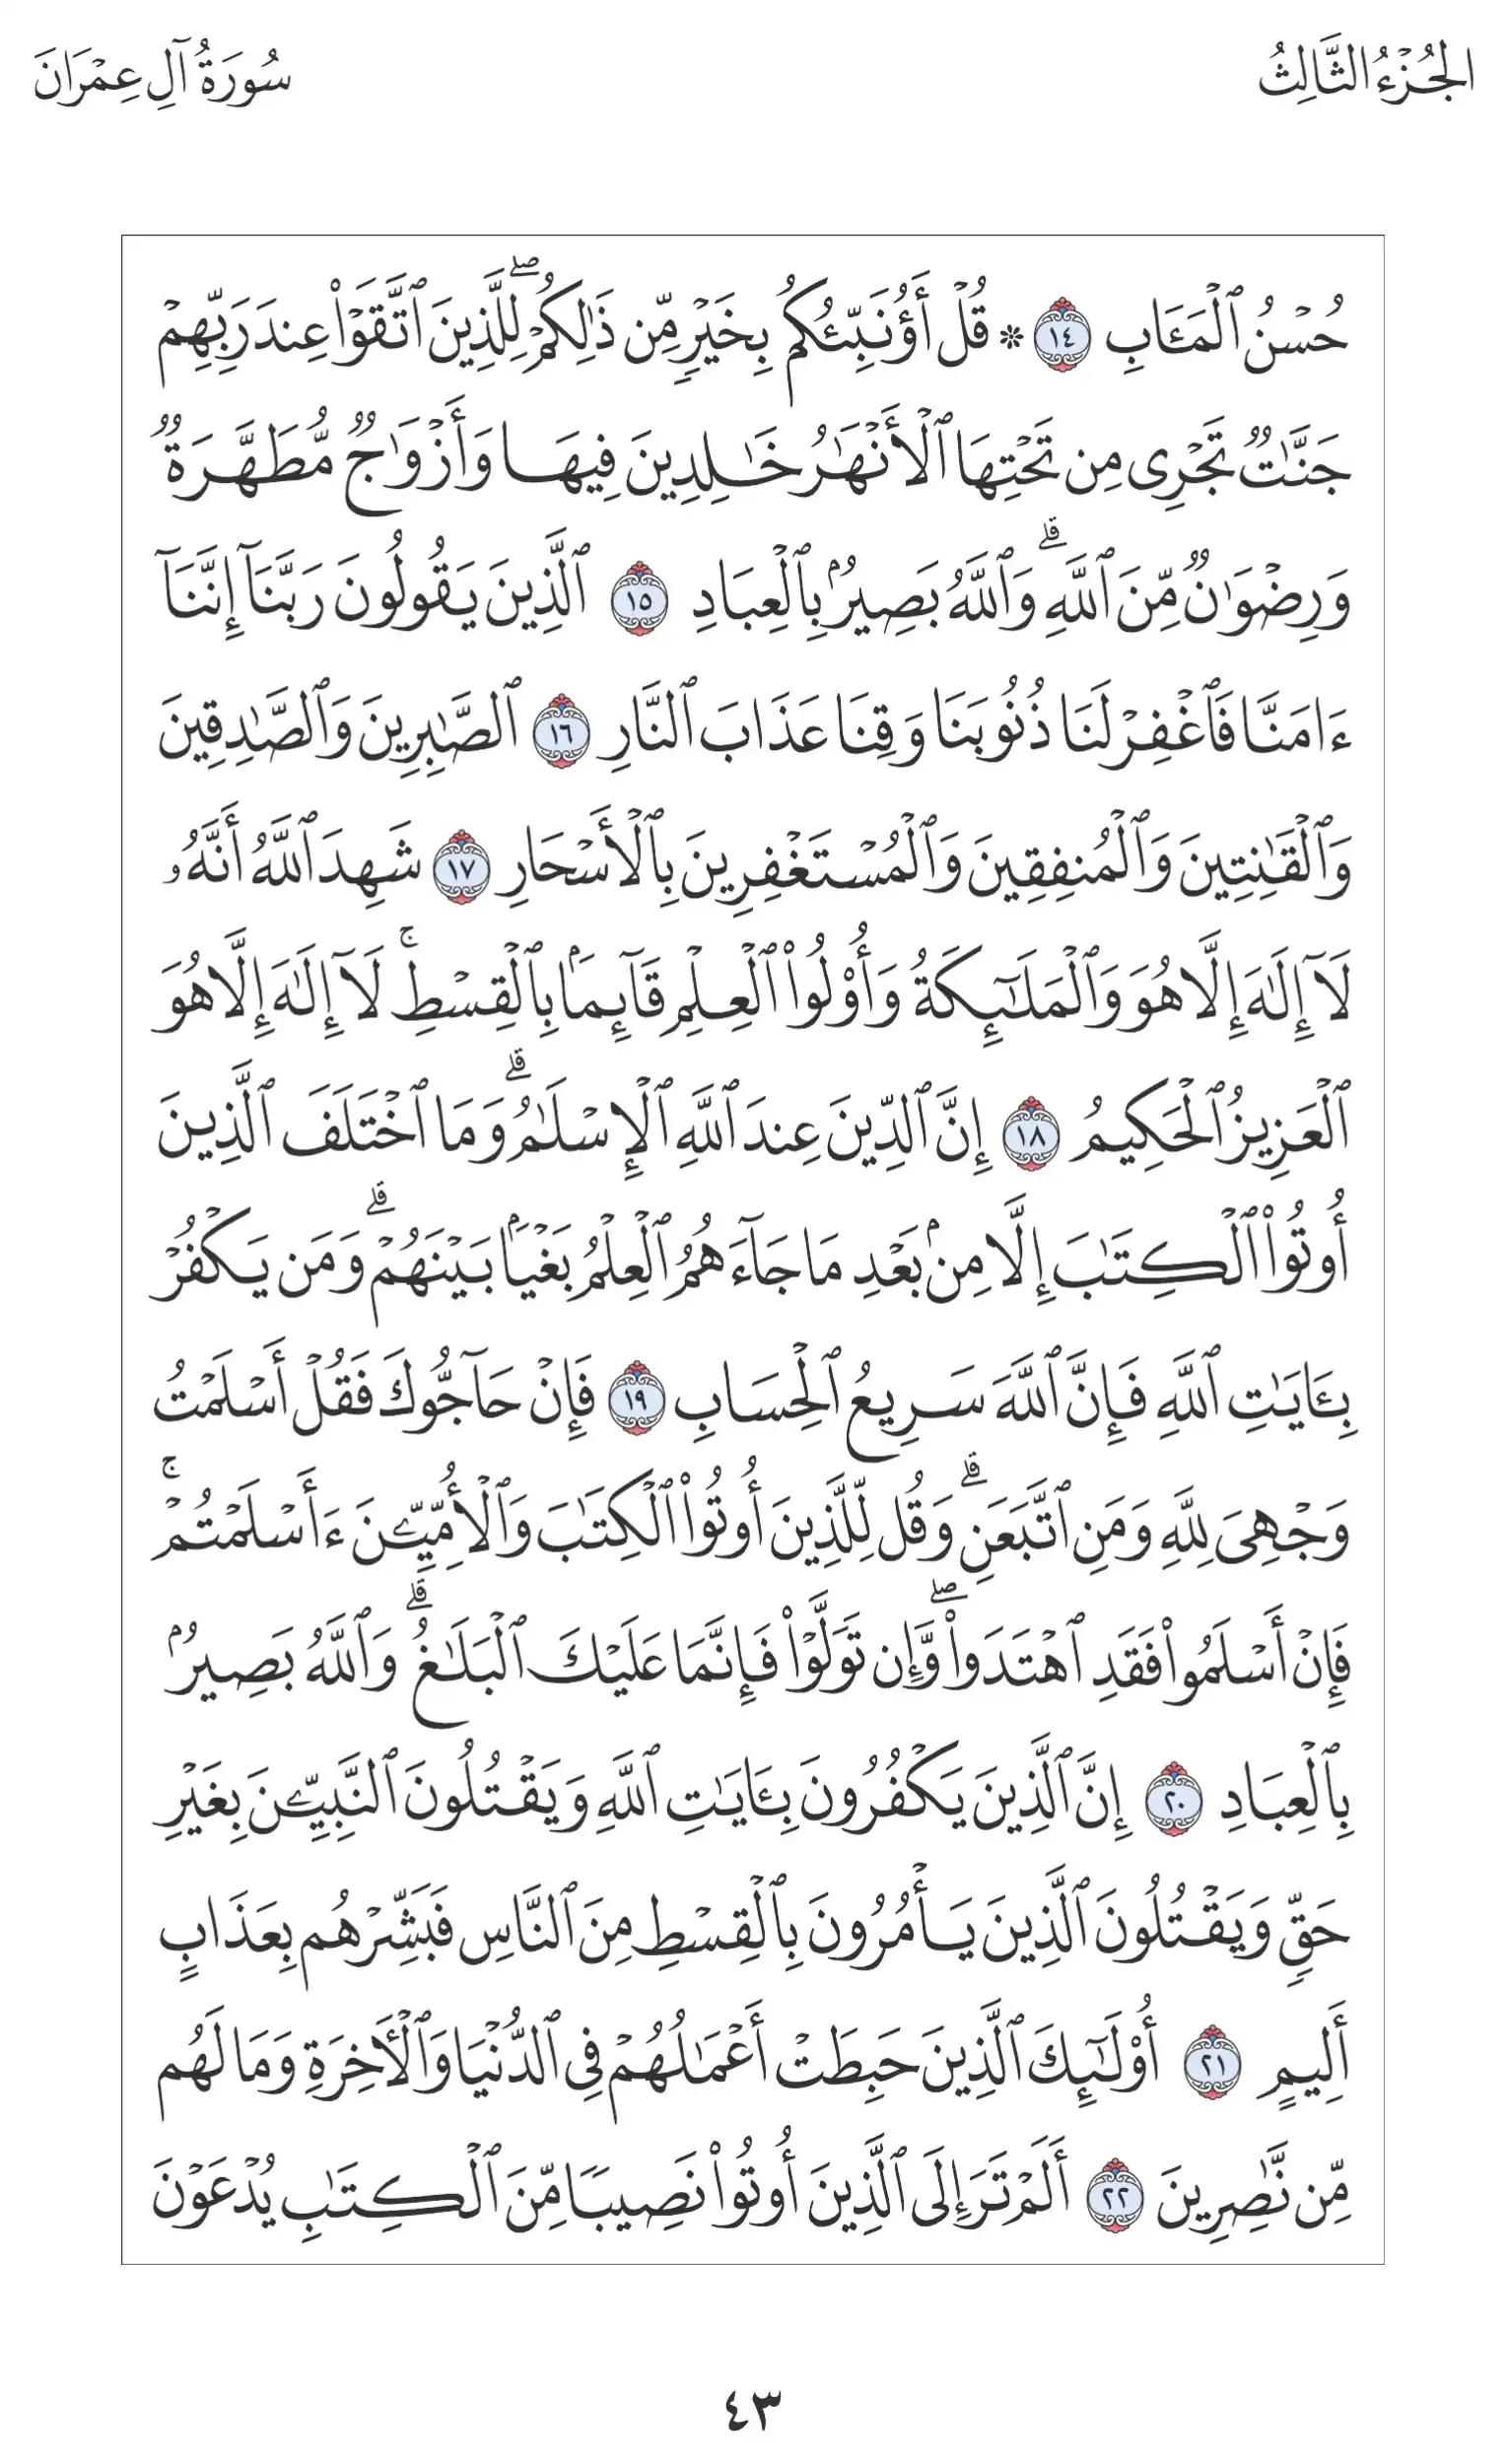 الجُزْءُ الثَّالِثُ
سُورَةُ آلِ عِمْرَانَ
حُسْنُ ٱلْمَـَٔابِ ١٤ * قُلْ أَؤُنَبِّئُكُم بِخَيْرٍ مِّن ذَٰلِكُمْ ۖ لِلَّذِينَ ٱتَّقَوْا۟ عِندَ رَبِّهِمْ
جَنَّـٰتٌ تَجْرِى مِن تَحْتِهَا ٱلْأَنْهَـٰرُ خَـٰلِدِينَ فِيهَا وَأَزْوَٰجٌ مُّطَهَّرَةٌ
وَرِضْوَٰنٌ مِّنَ ٱللَّهِ ۗ وَٱللَّهُ بَصِيرٌۢ بِٱلْعِبَادِ ١٥ ٱلَّذِينَ يَقُولُونَ رَبَّنَآ إِنَّنَآ
ءَامَنَّا فَٱغْفِرْ لَنَا ذُنُوبَنَا وَقِنَا عَذَابَ ٱلنَّارِ ١٦ ٱلصَّـٰبِرِينَ وَٱلصَّـٰدِقِينَ
وَٱلْقَـٰنِتِينَ وَٱلْمُنفِقِينَ وَٱلْمُسْتَغْفِرِينَ بِٱلْأَسْحَارِ ١٧ شَهِدَ ٱللَّهُ أَنَّهُۥ
لَآ إِلَـٰهَ إِلَّا هُوَ وَٱلْمَلَـٰٓئِكَةُ وَأُو۟لُوا۟ ٱلْعِلْمِ قَآئِمًۢا بِٱلْقِسْطِ ۚ لَآ إِلَـٰهَ إِلَّا هُوَ
ٱلْعَزِيزُ ٱلْحَكِيمُ ١٨ إِنَّ ٱلدِّينَ عِندَ ٱللَّهِ ٱلْإِسْلَـٰمُ ۗ وَمَا ٱخْتَلَفَ ٱلَّذِينَ
أُوتُوا۟ ٱلْكِتَـٰبَ إِلَّا مِنۢ بَعْدِ مَا جَآءَهُمُ ٱلْعِلْمُ بَغْيًۢا بَيْنَهُمْ ۗ وَمَن يَكْفُرْ
بِـَٔايَـٰتِ ٱللَّهِ فَإِنَّ ٱللَّهَ سَرِيعُ ٱلْحِسَابِ ١٩ فَإِنْ حَآجُّوكَ فَقُلْ أَسْلَمْتُ
وَجْهِىَ لِلَّهِ وَمَنِ ٱتَّبَعَنِ ۗ وَقُل لِّلَّذِينَ أُوتُوا۟ ٱلْكِتَـٰبَ وَٱلْأُمِّيِّـۧنَ ءَأَسْلَمْتُمْ ۚ
فَإِنْ أَسْلَمُوا۟ فَقَدِ ٱهْتَدَوا۟ ۖ وَّإِن تَوَلَّوْا۟ فَإِنَّمَا عَلَيْكَ ٱلْبَلَـٰغُ ۗ وَٱللَّهُ بَصِيرٌۢ
بِٱلْعِبَادِ ٢٠ إِنَّ ٱلَّذِينَ يَكْفُرُونَ بِـَٔايَـٰتِ ٱللَّهِ وَيَقْتُلُونَ ٱلنَّبِيِّـۧنَ بِغَيْرِ
حَقٍّ وَيَقْتُلُونَ ٱلَّذِينَ يَأْمُرُونَ بِٱلْقِسْطِ مِنَ ٱلنَّاسِ فَبَشِّرْهُم بِعَذَابٍ
أَلِيمٍ ٢١ أُو۟لَـٰٓئِكَ ٱلَّذِينَ حَبِطَتْ أَعْمَـٰلُهُمْ فِى ٱلدُّنْيَا وَٱلْـَٔاخِرَةِ وَمَا لَهُم
مِّن نَّـٰصِرِينَ ٢٢ أَلَمْ تَرَ إِلَى ٱلَّذِينَ أُوتُوا۟ نَصِيبًا مِّنَ ٱلْكِتَـٰبِ يُدْعَوْنَ
٤٣